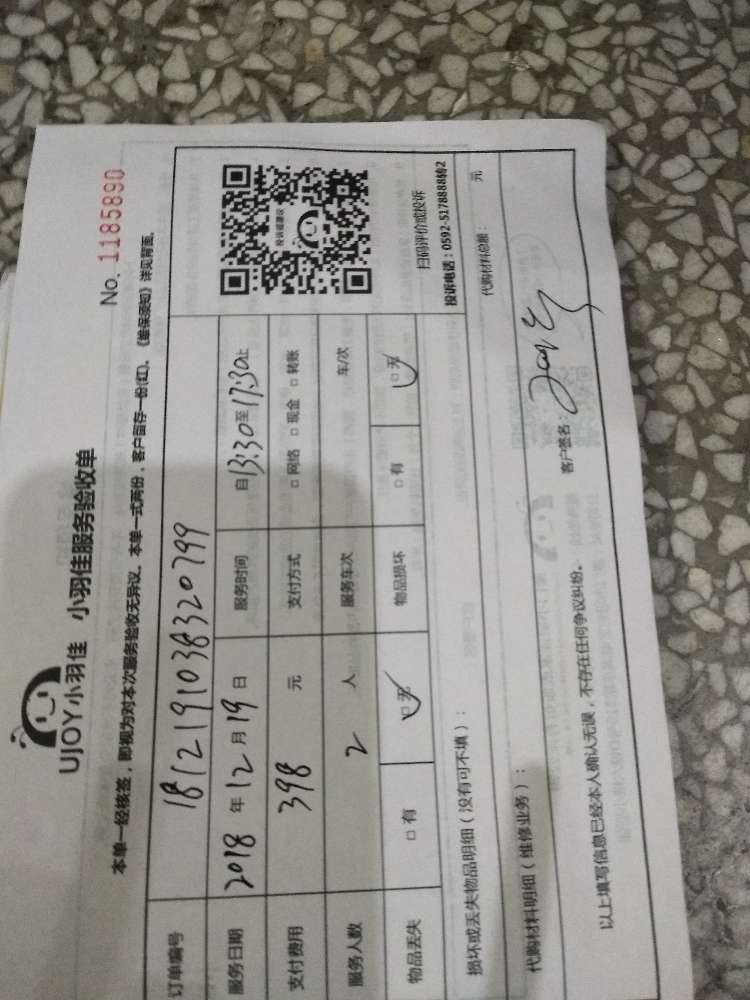 UJOY小羽佳 小羽佳服务验收单
No. 1185890
本单一经核签，即视为对本次服务验收无异议。本单一式两份，客户留存一份(红)。《维保须知》详见背面。
订单编号 181219103832079​9
服务日期 2018 年 12 月 19 日 服务时间 自 13:30 至 17:30 止
支付费用 398 元 支付方式 □ 网络 □ 现金 □ 转账
服务人数 2 人 服务车次 车/次
物品丢失 □ 有 □ 无 物品损坏 □ 有 □ 无
投诉或建议
扫码评价或投诉
投诉电话：0592-5178888转2
损坏或丢失物品明细（没有可不填）：
代购材料明细（维修业务）： 代购材料总额： 元
以上填写信息已经本人确认无误，不存在任何争议纠纷。 客户签名：